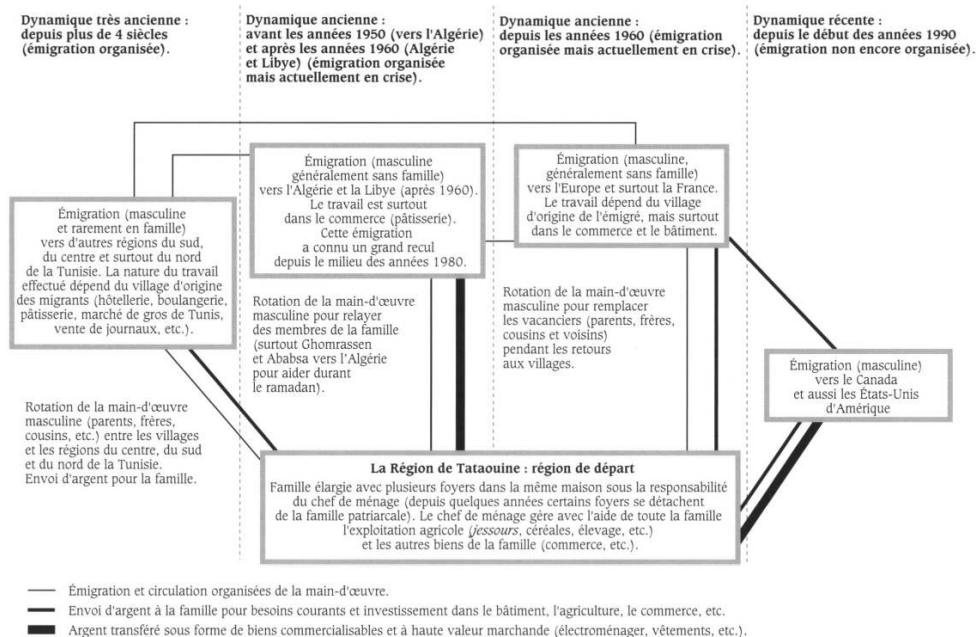 Dynamique très ancienne :
depuis plus de 4 siècles
(émigration organisée).
Dynamique ancienne :
avant les années 1950 (vers l'Algérie)
et après les années 1960 (Algérie
et Libye) (émigration organisée
mais actuellement en crise).
Dynamique ancienne :
depuis les années 1960 (émigration
organisée mais actuellement en crise).
Dynamique récente :
depuis le début des années 1990
(émigration non encore organisée).
Émigration (masculine
et rarement en famille)
vers d'autres régions du sud,
du centre et surtout du nord
de la Tunisie. La nature du travail
effectué dépend du village d'origine
des migrants (hôtellerie, boulangerie,
pâtisserie, marché de gros de Tunis,
vente de journaux, etc.).
Émigration (masculine
généralement sans famille)
vers l'Algérie et la Libye (après 1960).
Le travail est surtout
dans le commerce (pâtisserie).
Cette émigration
a connu un grand recul
depuis le milieu des années 1980.
Émigration (masculine,
généralement sans famille)
vers l'Europe et surtout la France.
Le travail dépend du village
d'origine de l'émigré, mais surtout
dans le commerce et le bâtiment.
Rotation de la main-d'œuvre
masculine pour relayer
des membres de la famille
(surtout Ghomrassen
et Ababsa vers l'Algérie
pour aider durant
le ramadan).
Rotation de la main-d'œuvre
masculine pour remplacer
les vacanciers (parents, frères,
cousins et voisins)
pendant les retours
aux villages.
Émigration (masculine)
vers le Canada
et aussi les États-Unis
d'Amérique
Rotation de la main-d'œuvre
masculine (parents, frères,
cousins, etc.) entre les villages
et les régions du centre, du sud
et du nord de la Tunisie.
Envoi d'argent pour la famille.
La Région de Tataouine : région de départ
Famille élargie avec plusieurs foyers dans la même maison sous la responsabilité
du chef de ménage (depuis quelques années certains foyers se détachent
de la famille patriarcale). Le chef de ménage gère avec l'aide de toute la famille
l'exploitation agricole (jessours, céréales, élevage, etc.)
et les autres biens de la famille (commerce, etc.).
Émigration et circulation organisées de la main-d'œuvre.
Envoi d'argent à la famille pour besoins courants et investissement dans le bâtiment, l'agriculture, le commerce, etc.
Argent transféré sous forme de biens commercialisables et à haute valeur marchande (électroménager, vêtements, etc.).